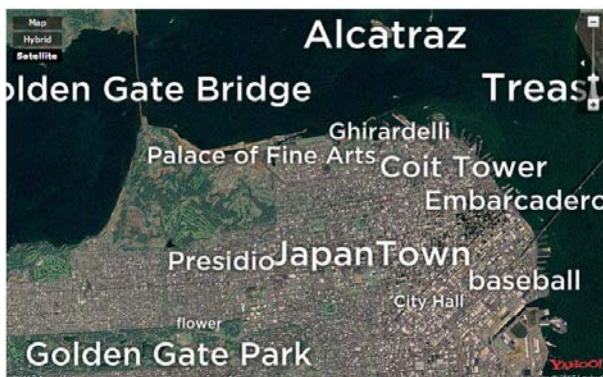 Map
Hybrid
Satellite
Alcatraz
olden Gate Bridge
Treas
Ghirardelli
Palace of Fine Arts
Coit Tower
Embarcadero
Presidio
JapanTown
baseball
City Hall
flower
Golden Gate Park
YAHOO!